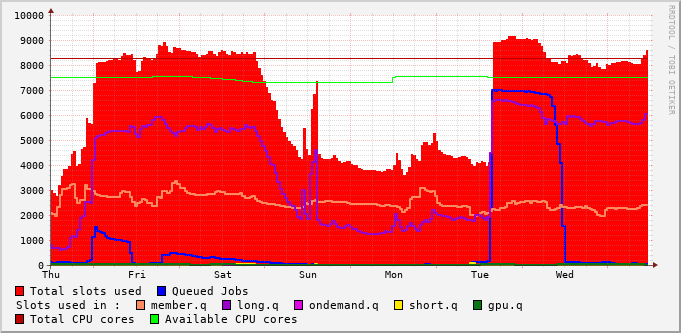 RRDTOOL / TOBI OETIKER
10000
9000
8000
7000
6000
5000
4000
3000
2000
1000
0
Thu Fri Sat Sun Mon Tue Wed
Total slots used Queued Jobs
Slots used in : member.q long.q ondemand.q short.q gpu.q
Total CPU cores Available CPU cores